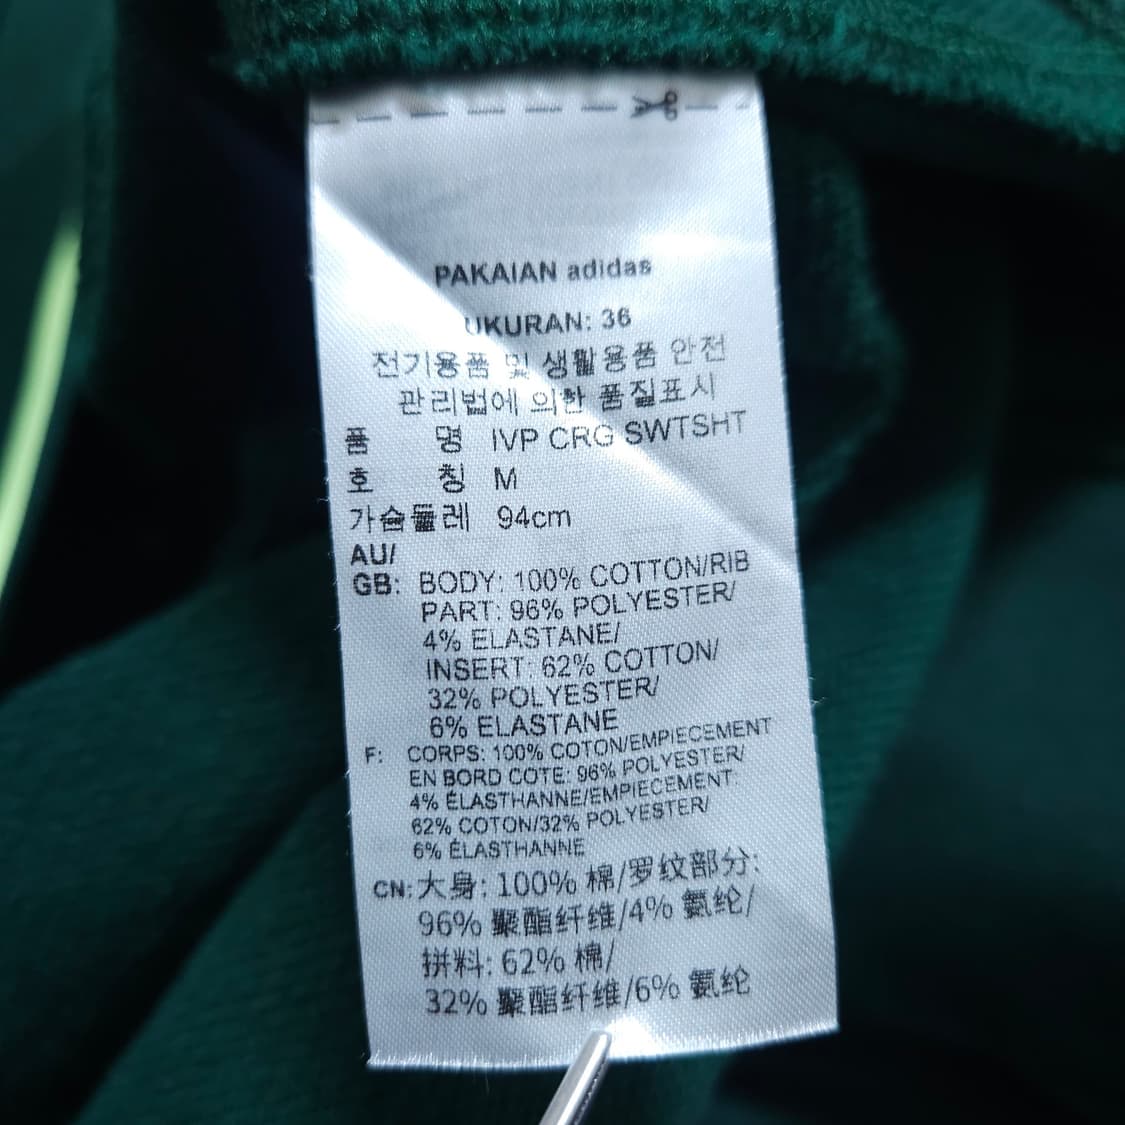 PAKAIAN adidas
UKURAN: 36
전기용품 및 생활용품 안전
관리법에 의한 품질표시
품 명 IVP CRG SWTSHT
호 칭 M
가슴둘레 94cm
AU/
GB: BODY: 100% COTTON/RIB
PART: 96% POLYESTER/
4% ELASTANE/
INSERT: 62% COTTON/
32% POLYESTER/
6% ELASTANE
F: CORPS: 100% COTON/EMPIECEMENT
EN BORD COTE: 96% POLYESTER/
4% ÉLASTHANNE/EMPIECEMENT:
62% COTON/32% POLYESTER/
6% ÉLASTHANNE
CN: 大身: 100% 棉/罗纹部分:
96% 聚酯纤维/4% 氨纶/
拼料: 62% 棉/
32% 聚酯纤维/6% 氨纶